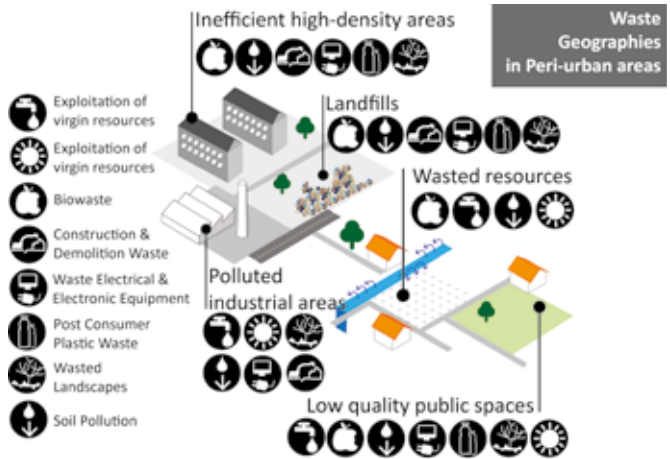 Waste
Geographies
in Peri-urban areas
Inefficient high-density areas
Landfills
Wasted resources
Polluted
industrial areas
Low quality public spaces
Exploitation of
virgin resources
Exploitation of
virgin resources
Biowaste
Construction &
Demolition Waste
Waste Electrical &
Electronic Equipment
Post Consumer
Plastic Waste
Wasted
Landscapes
Soil Pollution